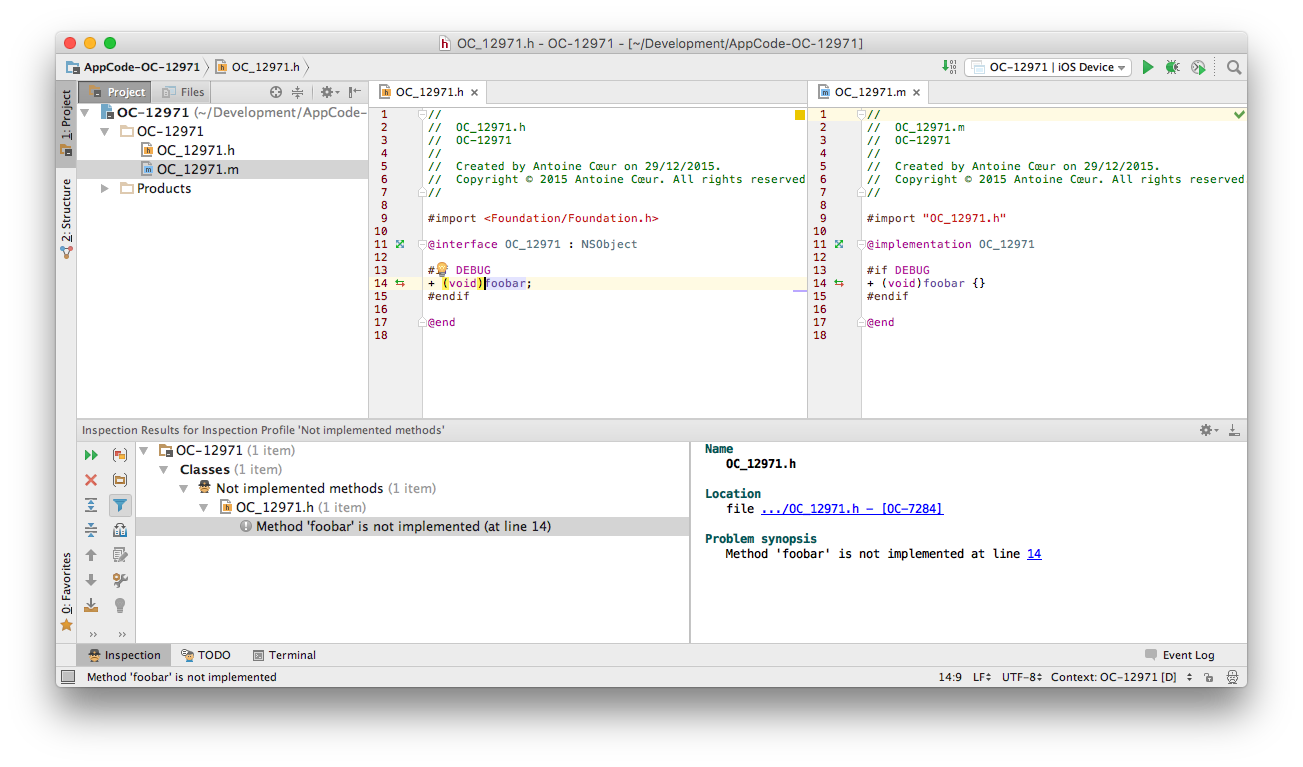 OC_12971.h - OC-12971 - [~/Development/AppCode-OC-12971]
AppCode-OC-12971 OC_12971.h OC-12971 | iOS Device
1: Project
2: Structure
0: Favorites
Project Files
OC-12971 (~/Development/AppCode-
OC-12971
OC_12971.h
OC_12971.m
Products
OC_12971.h
1 //
2 //  OC_12971.h
3 //  OC-12971
4 //
5 //  Created by Antoine Cœur on 29/12/2015.
6 //  Copyright © 2015 Antoine Cœur. All rights reserved
7 //
8
9 #import <Foundation/Foundation.h>
10
11 @interface OC_12971 : NSObject
12
13 # DEBUG
14 + (void)foobar;
15 #endif
16
17 @end
18
OC_12971.m
1 //
2 //  OC_12971.m
3 //  OC-12971
4 //
5 //  Created by Antoine Cœur on 29/12/2015.
6 //  Copyright © 2015 Antoine Cœur. All rights reserved
7 //
8
9 #import "OC_12971.h"
10
11 @implementation OC_12971
12
13 #if DEBUG
14 + (void)foobar {}
15 #endif
16
17 @end
18
Inspection Results for Inspection Profile 'Not implemented methods'
OC-12971 (1 item)
Classes (1 item)
Not implemented methods (1 item)
OC_12971.h (1 item)
Method 'foobar' is not implemented (at line 14)
Name
OC_12971.h
Location
file .../OC_12971.h - [OC-7284]
Problem synopsis
Method 'foobar' is not implemented at line 14
Inspection TODO Terminal Event Log
Method 'foobar' is not implemented 14:9 LF UTF-8 Context: OC-12971 [D]